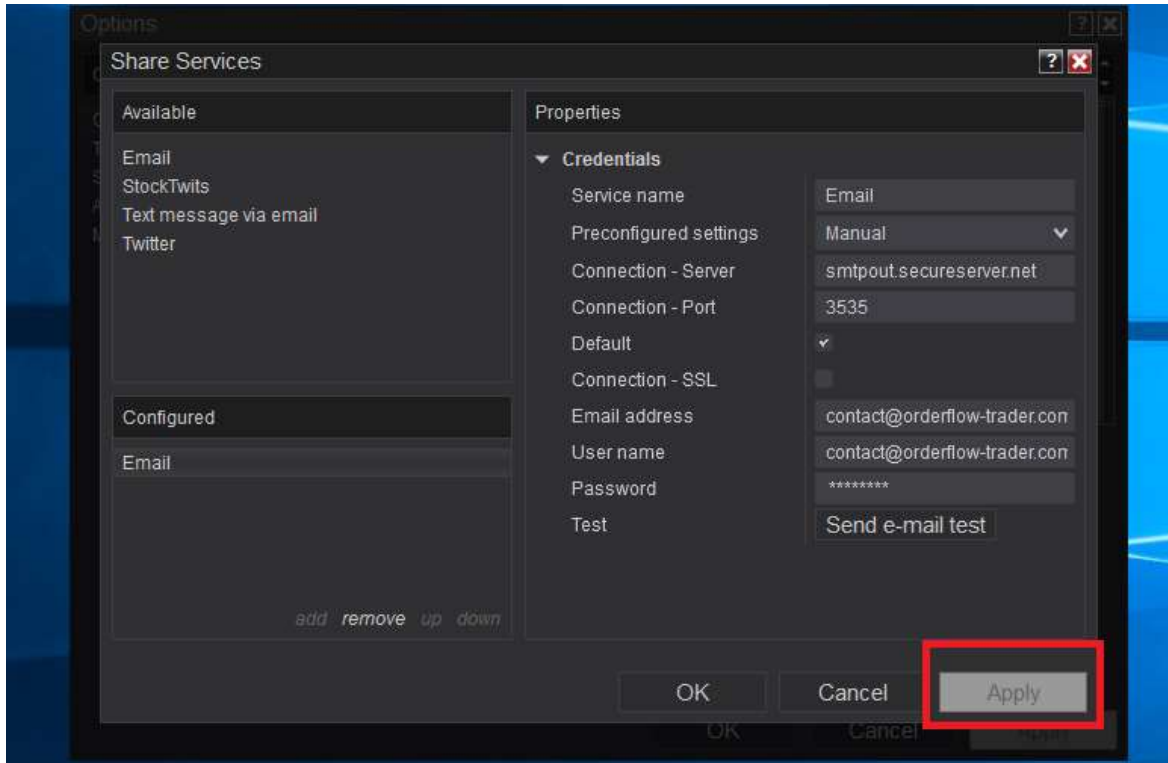 Options
Share Services
Available
Email
StockTwits
Text message via email
Twitter
Configured
Email
add remove up down
Properties
Credentials
Service name Email
Preconfigured settings Manual
Connection - Server smtpout.secureserver.net
Connection - Port 3535
Default
Connection - SSL
Email address contact@orderflow-trader.com
User name contact@orderflow-trader.com
Password ********
Test Send e-mail test
OK Cancel Apply
OK Cancel Apply